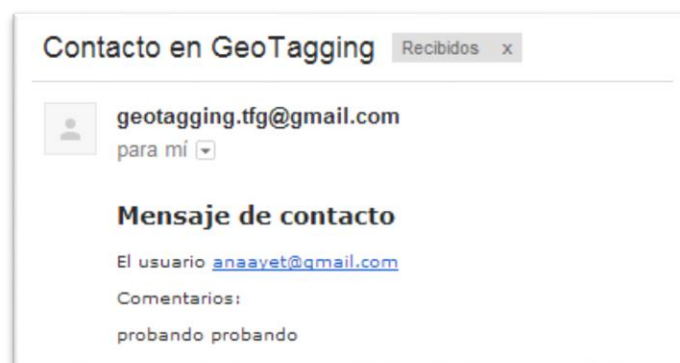 Contacto en GeoTagging Recibidos x
geotagging.tfg@gmail.com
para mí
Mensaje de contacto
El usuario anaayet@gmail.com
Comentarios:
probando probando